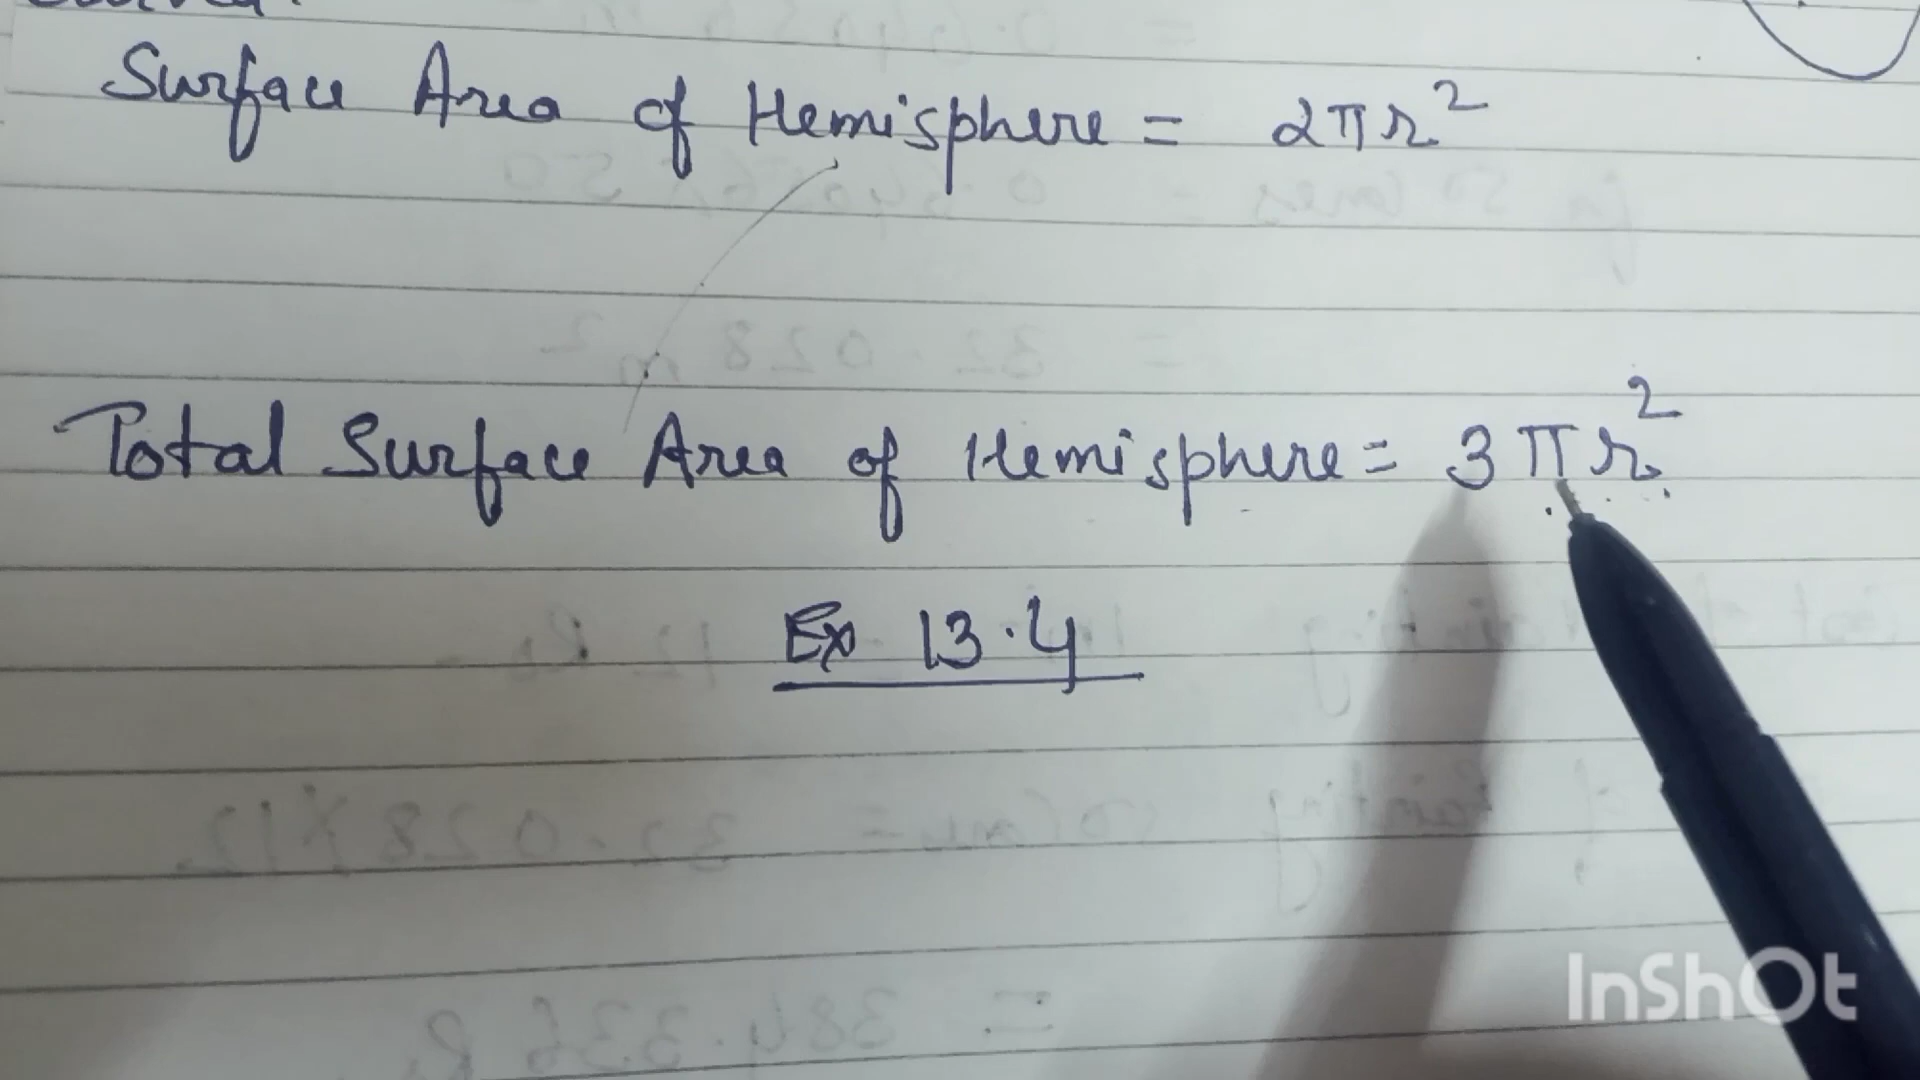 Surface Area of Hemisphere = 2πr²
Total Surface Area of Hemisphere = 3πr²
Ex 13.4
InShOt